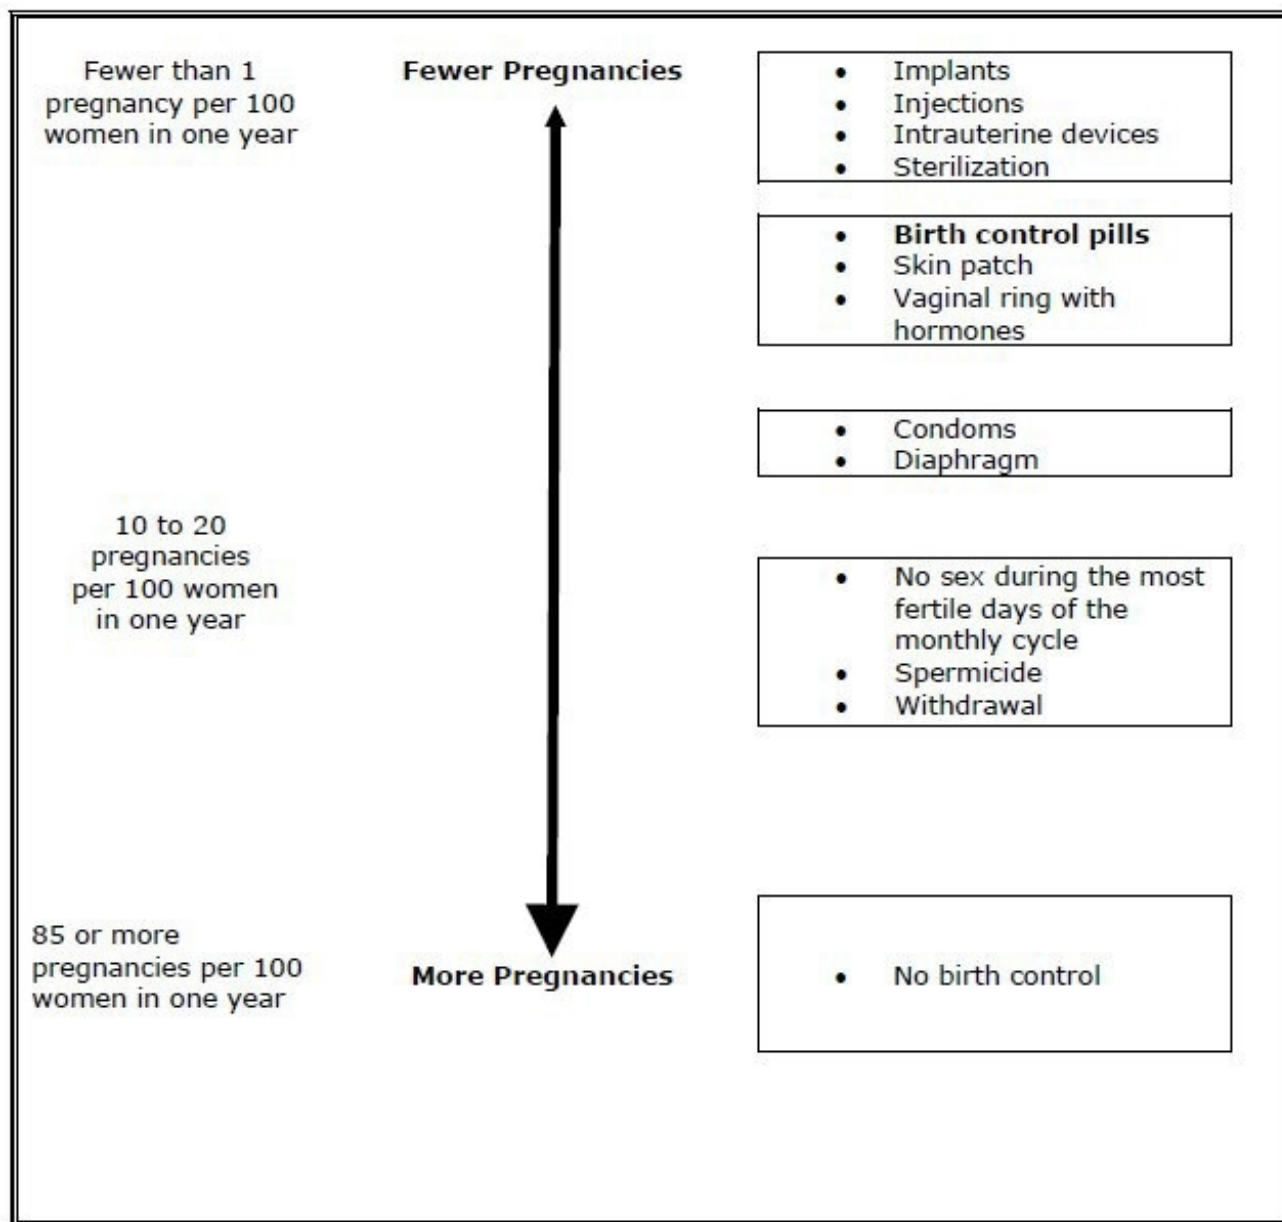 Fewer than 1
pregnancy per 100
women in one year
Fewer Pregnancies
• Implants
• Injections
• Intrauterine devices
• Sterilization
• Birth control pills
• Skin patch
• Vaginal ring with
hormones
• Condoms
• Diaphragm
10 to 20
pregnancies
per 100 women
in one year
• No sex during the most
fertile days of the
monthly cycle
• Spermicide
• Withdrawal
85 or more
pregnancies per 100
women in one year
More Pregnancies
• No birth control